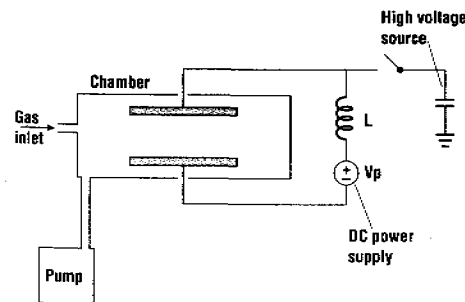 High voltage
source
Chamber
Gas
inlet
L
Vp
DC power
supply
Pump